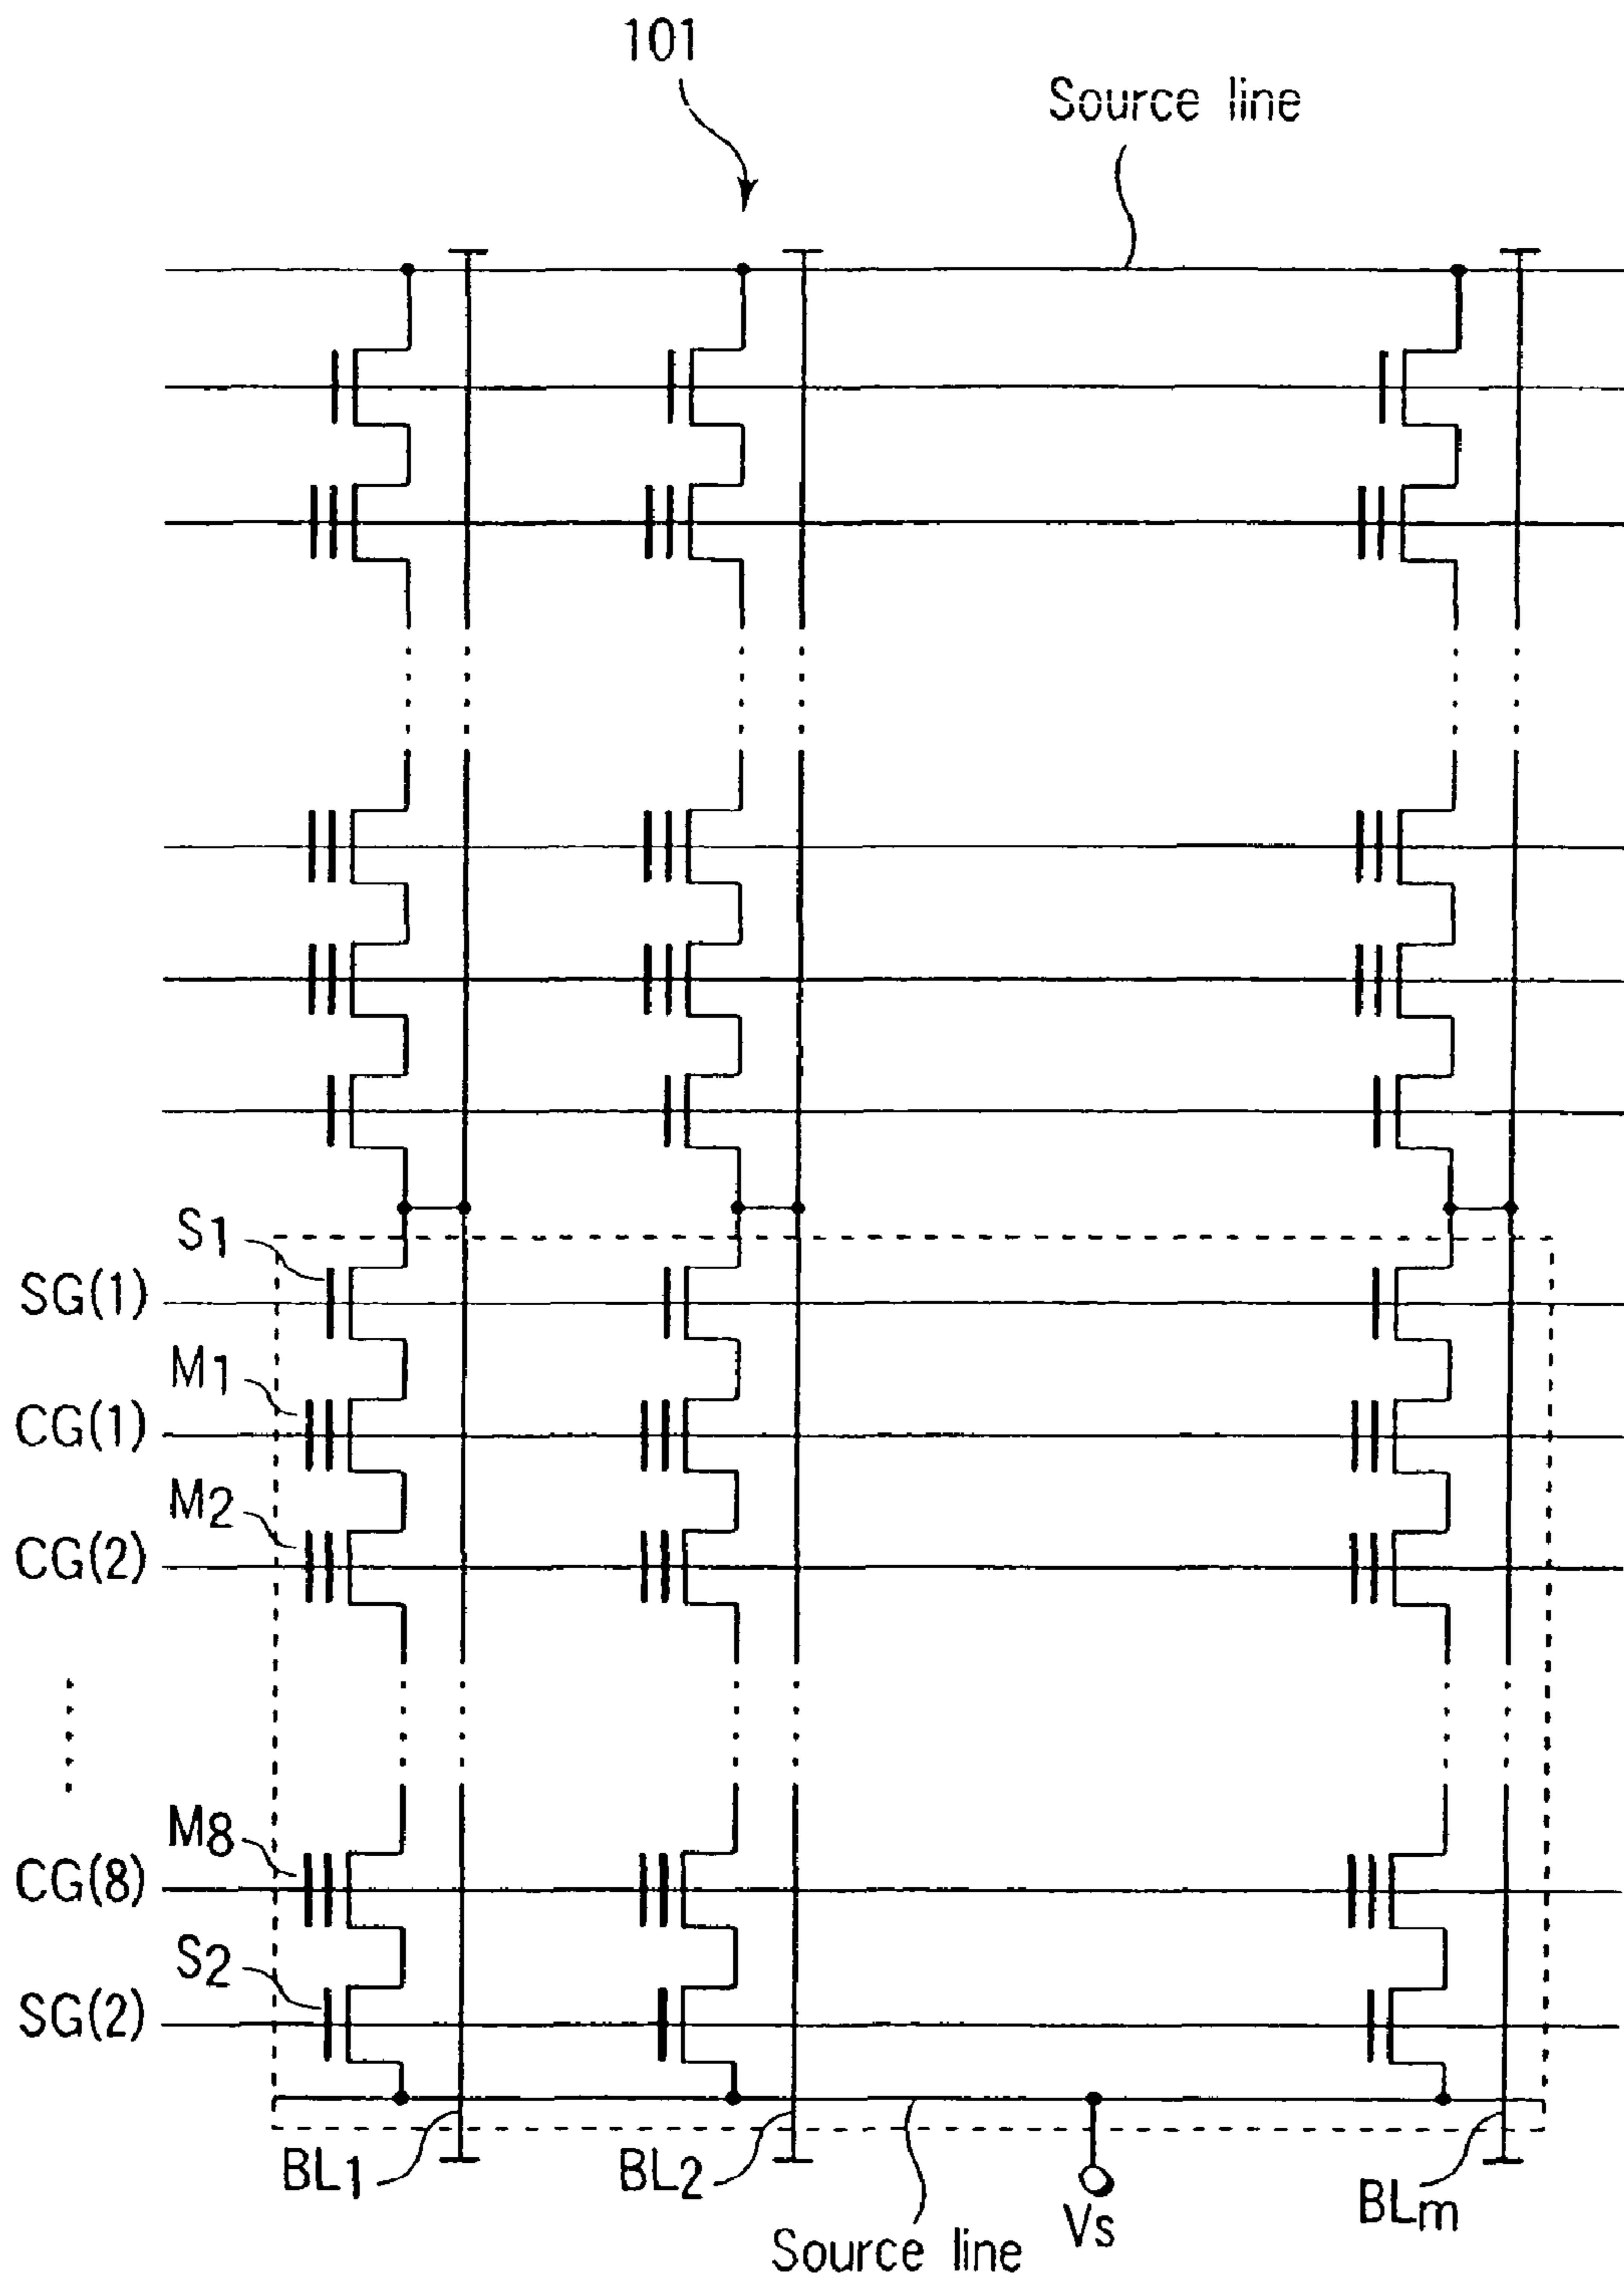 101
Source line
S1
SG(1)
M1
CG(1)
M2
CG(2)
M8
CG(8)
S2
SG(2)
BL1
BL2
Source line
Vs
BLm